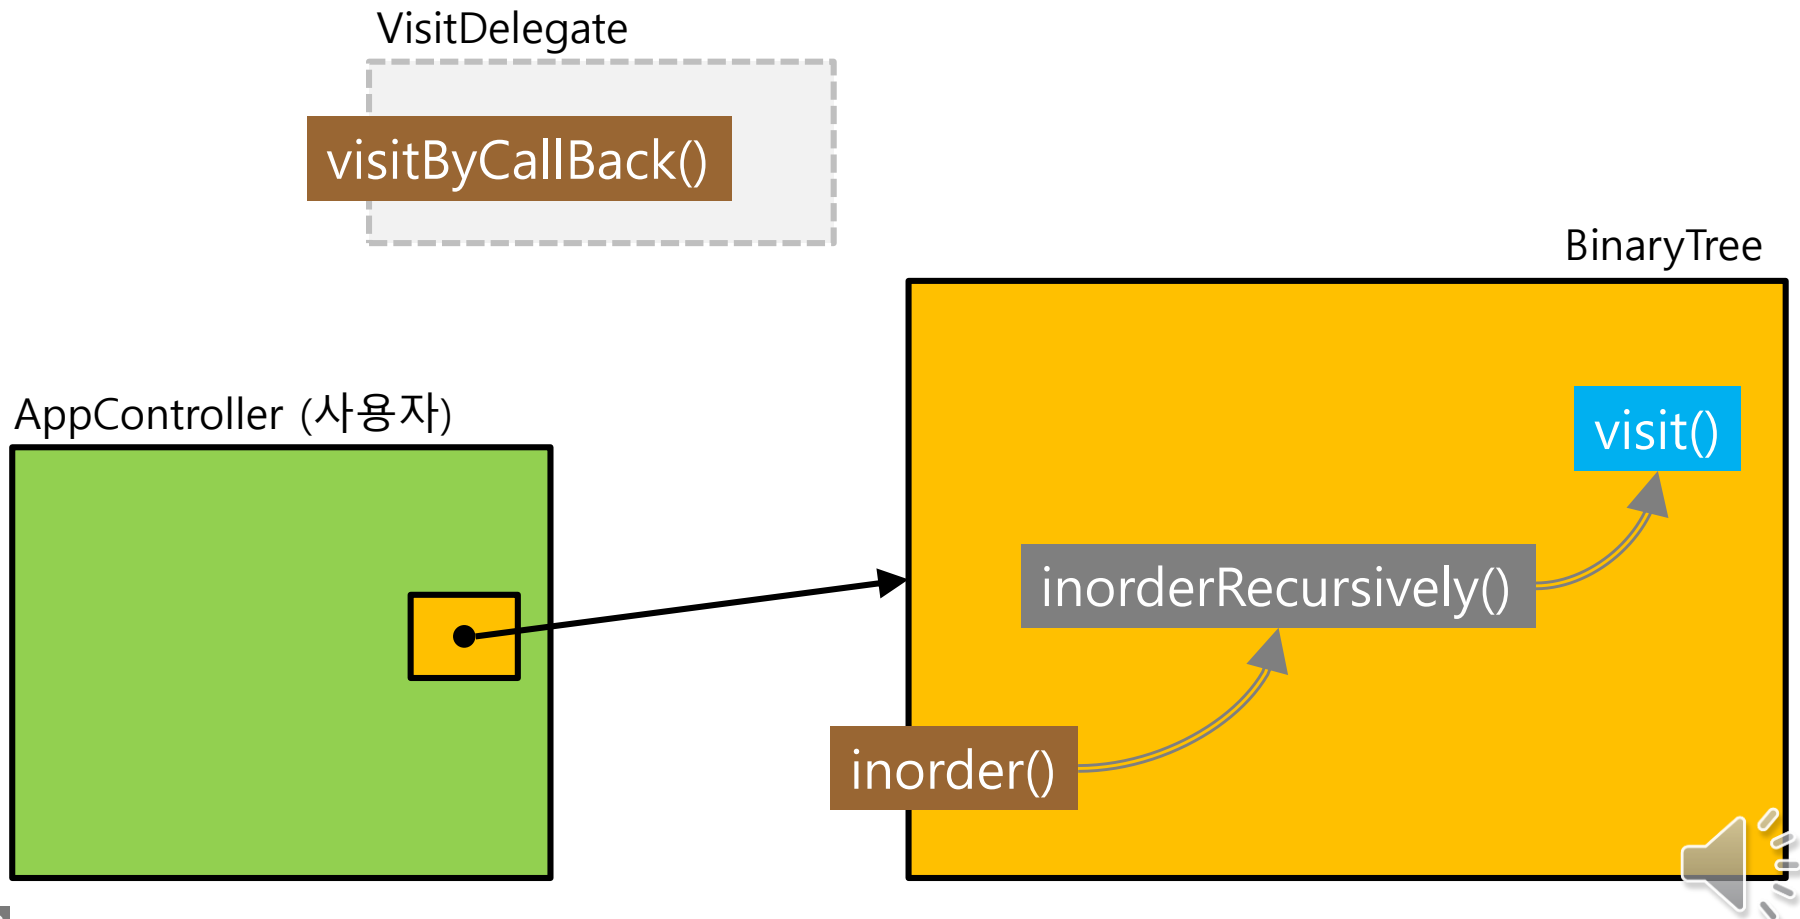 VisitDelegate
visitByCallBack()
BinaryTree
AppController (사용자)
visit()
inorderRecursively()
inorder()